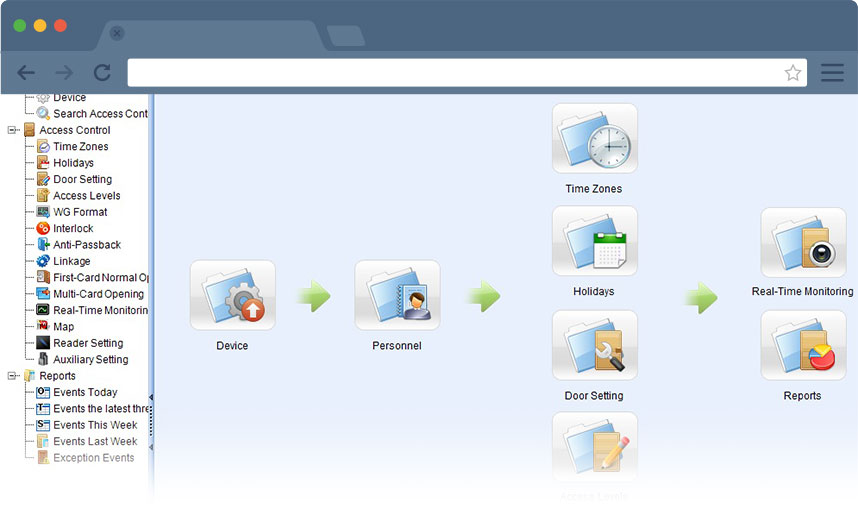 Device
Search Access Cont
Access Control
Time Zones
Holidays
Door Setting
Access Levels
WG Format
Interlock
Anti-Passback
Linkage
First-Card Normal Op
Multi-Card Opening
Real-Time Monitorin
Map
Reader Setting
Auxiliary Setting
Reports
Events Today
Events the latest thre
Events This Week
Events Last Week
Exception Events
Device
Personnel
Time Zones
Holidays
Door Setting
Access Levels
Real-Time Monitoring
Reports